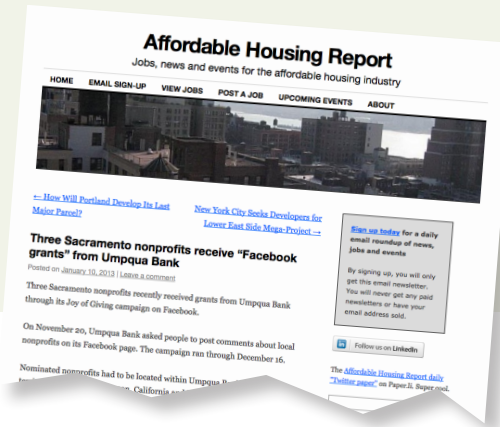 Affordable Housing Report
Jobs, news and events for the affordable housing industry
HOME EMAIL SIGN-UP VIEW JOBS POST A JOB UPCOMING EVENTS ABOUT
← How Will Portland Develop Its Last
Major Parcel?
New York City Seeks Developers for
Lower East Side Mega-Project →
Three Sacramento nonprofits receive “Facebook
grants” from Umpqua Bank
Posted on January 10, 2013 | Leave a comment
Three Sacramento nonprofits recently received grants from Umpqua Bank
through its Joy of Giving campaign on Facebook.
On November 20, Umpqua Bank asked people to post comments about local
nonprofits on its Facebook page. The campaign ran through December 16.
Nominated nonprofits had to be located within Umpqua
California
Sign up today for a daily
email roundup of news,
jobs and events
By signing up, you will only
get this email newsletter.
You will never get any paid
newsletters or have your
email address sold.
in Follow us on LinkedIn
The Affordable Housing Report daily
"Twitter paper" on Paper.li. Super cool.